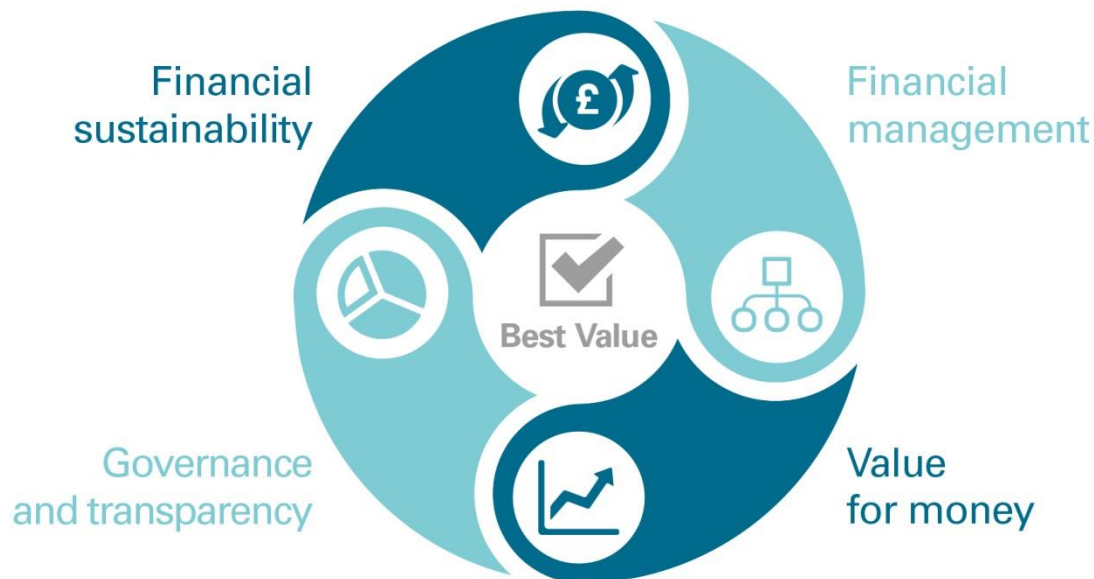 Financial
sustainability
£
Financial
management
Best Value
Governance
and transparency
Value
for money